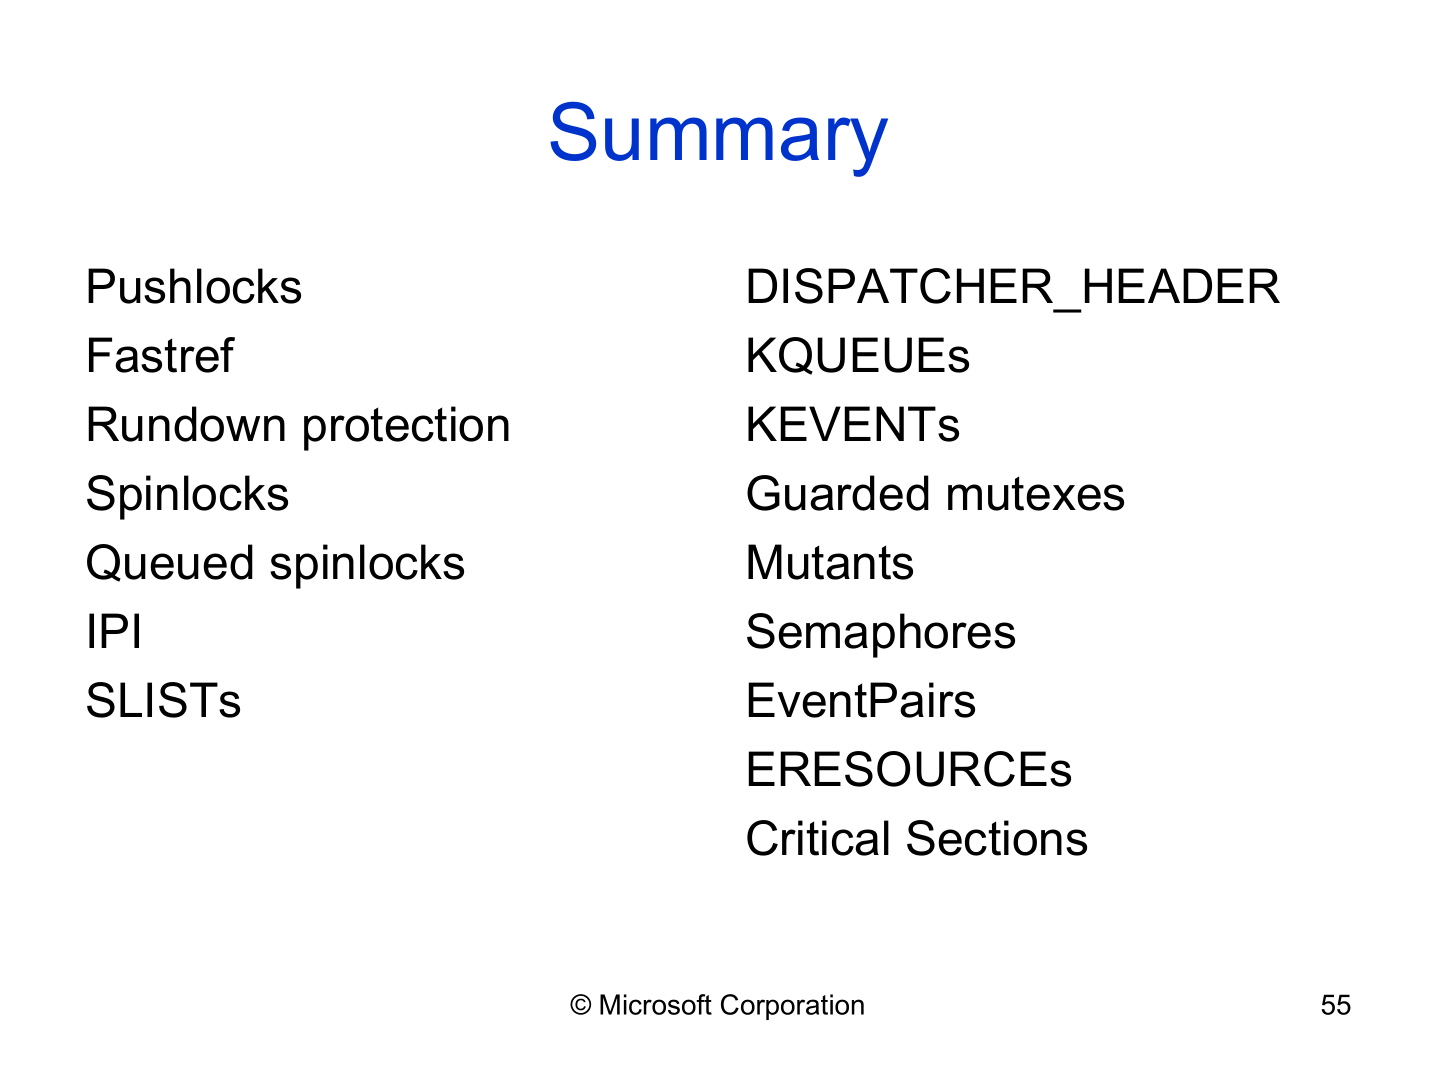 Summary
Pushlocks
Fastref
Rundown protection
Spinlocks
Queued spinlocks
IPI
SLISTs
DISPATCHER_HEADER
KQUEUEs
KEVENTs
Guarded mutexes
Mutants
Semaphores
EventPairs
ERESOURCEs
Critical Sections
© Microsoft Corporation
55